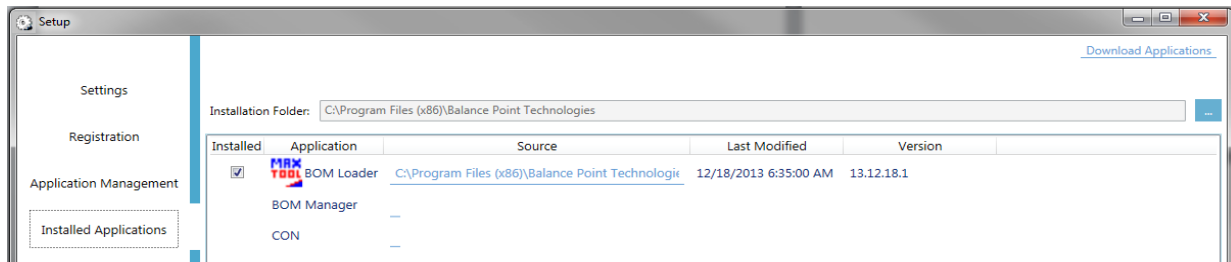 Setup
Download Applications
Settings
Installation Folder: C:\Program Files (x86)\Balance Point Technologies ...
Registration
Installed Application Source Last Modified Version
MAX TOOL BOM Loader C:\Program Files (x86)\Balance Point Technologie 12/18/2013 6:35:00 AM 13.12.18.1
Application Management
BOM Manager
Installed Applications
CON